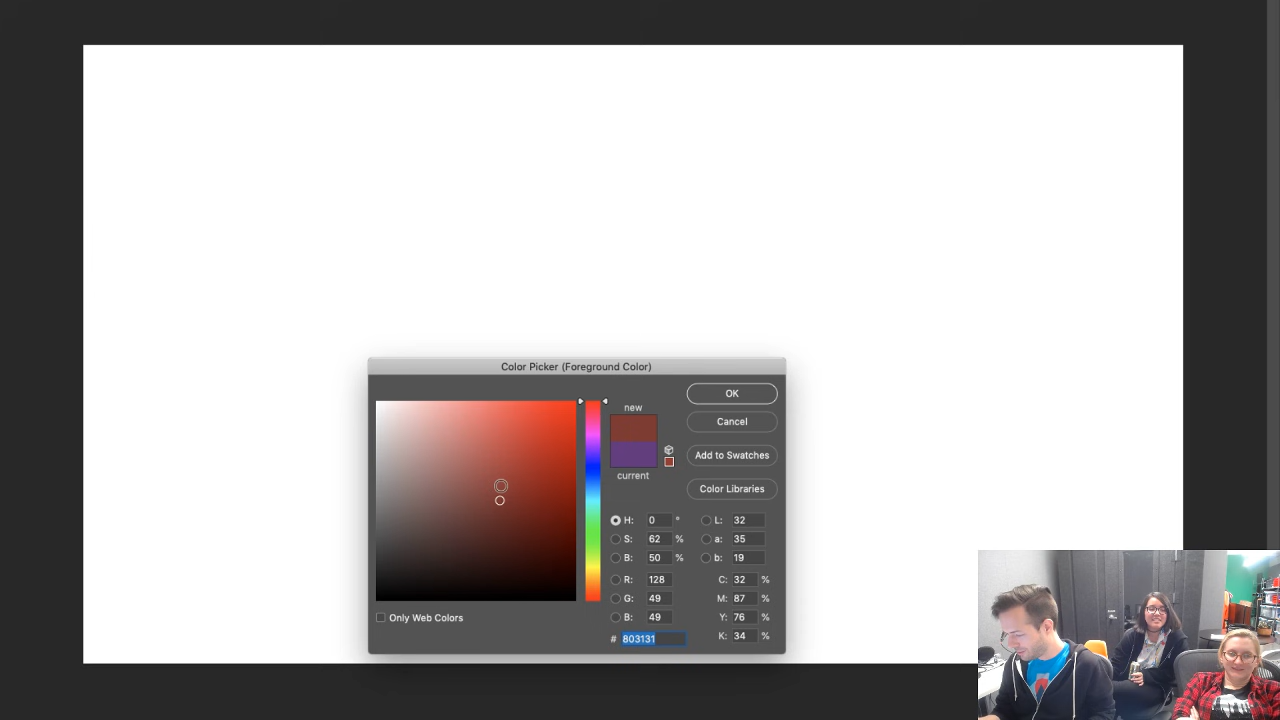 Color Picker (Foreground Color)
new
current
OK
Cancel
Add to Swatches
Color Libraries
H: 0 °
S: 62 %
B: 50 %
R: 128
G: 49
B: 49
# 803131
L: 32
a: 35
b: 19
C: 32 %
M: 87 %
Y: 76 %
K: 34 %
Only Web Colors